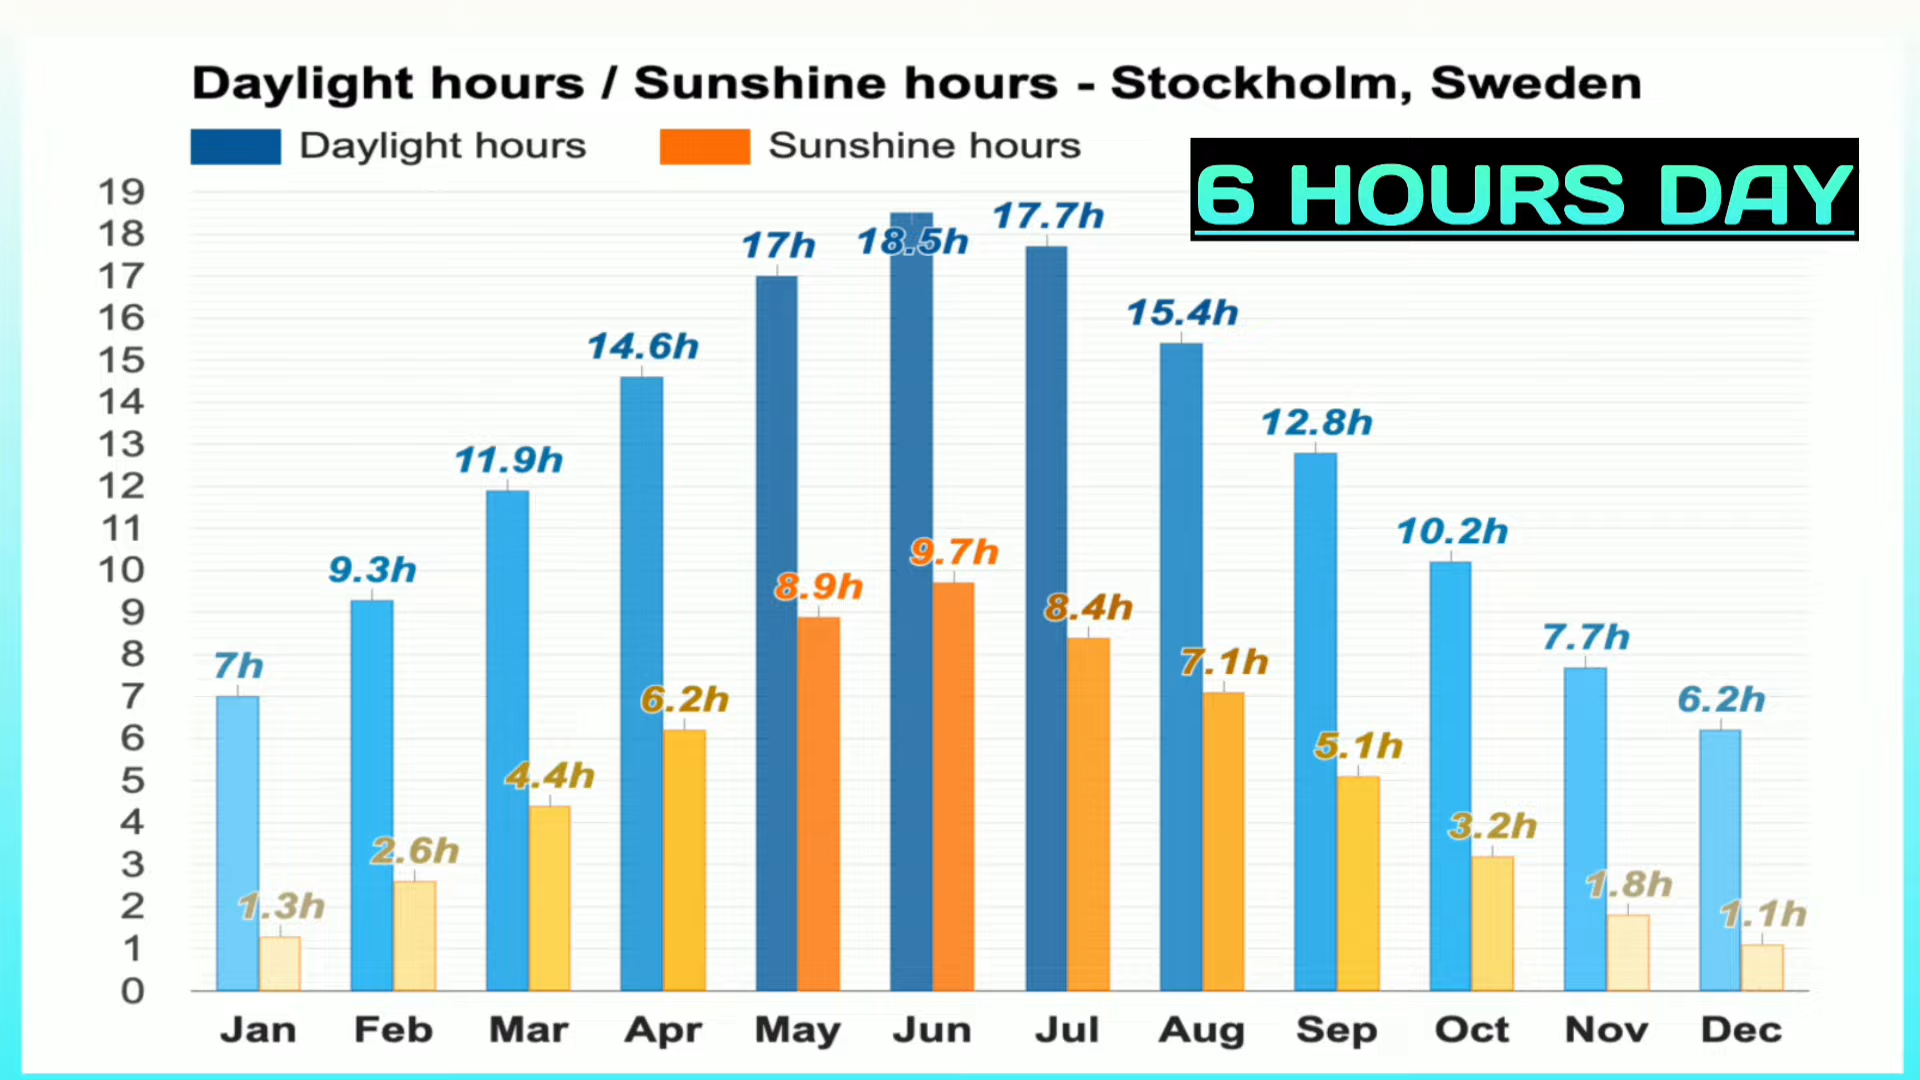 Daylight hours / Sunshine hours - Stockholm, Sweden
Daylight hours
Sunshine hours
6 HOURS DAY
19
18
17
16
15
14
13
12
11
10
9
8
7
6
5
4
3
2
1
0
7h
1.3h
9.3h
2.6h
11.9h
4.4h
14.6h
6.2h
17h
8.9h
18.5h
9.7h
17.7h
8.4h
15.4h
7.1h
12.8h
5.1h
10.2h
3.2h
7.7h
1.8h
6.2h
1.1h
Jan Feb Mar Apr May Jun Jul Aug Sep Oct Nov Dec